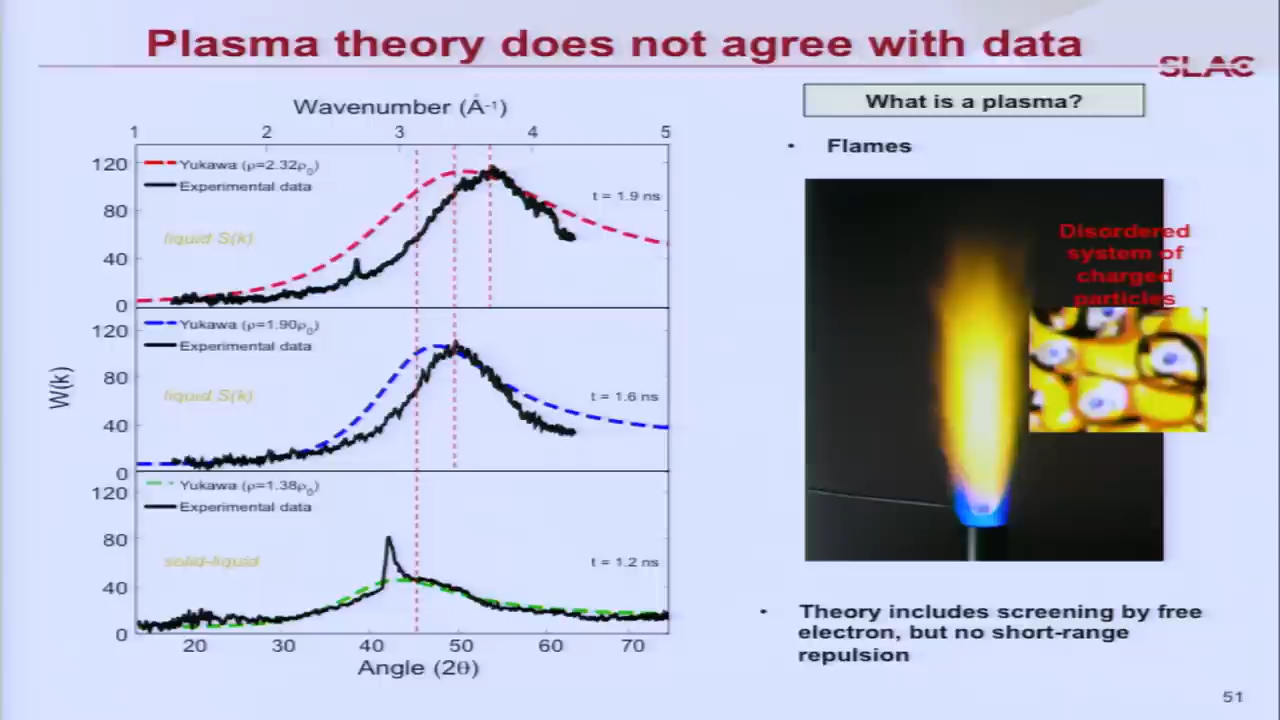 Plasma theory does not agree with data
SLAC
Wavenumber (Å-1)
1 2 3 4 5
120
80
40
0
Yukawa (ρ=2.32ρ0)
Experimental data
t = 1.9 ns
liquid S(k)
120
80
40
0
Yukawa (ρ=1.90ρ0)
Experimental data
t = 1.6 ns
liquid S(k)
W(k)
120
80
40
0
Yukawa (ρ=1.38ρ0)
Experimental data
t = 1.2 ns
solid-liquid
20 30 40 50 60 70
Angle (2θ)
What is a plasma?
• Flames
Disordered
system of
charged
particles
• Theory includes screening by free
electron, but no short-range
repulsion
51